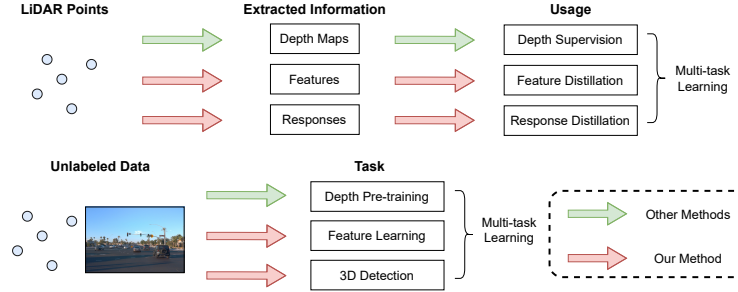 LiDAR Points
Extracted Information
Usage
Depth Maps
Depth Supervision
Features
Feature Distillation
Responses
Response Distillation
Multi-task
Learning
Unlabeled Data
Task
Depth Pre-training
Feature Learning
3D Detection
Multi-task
Learning
Other Methods
Our Method